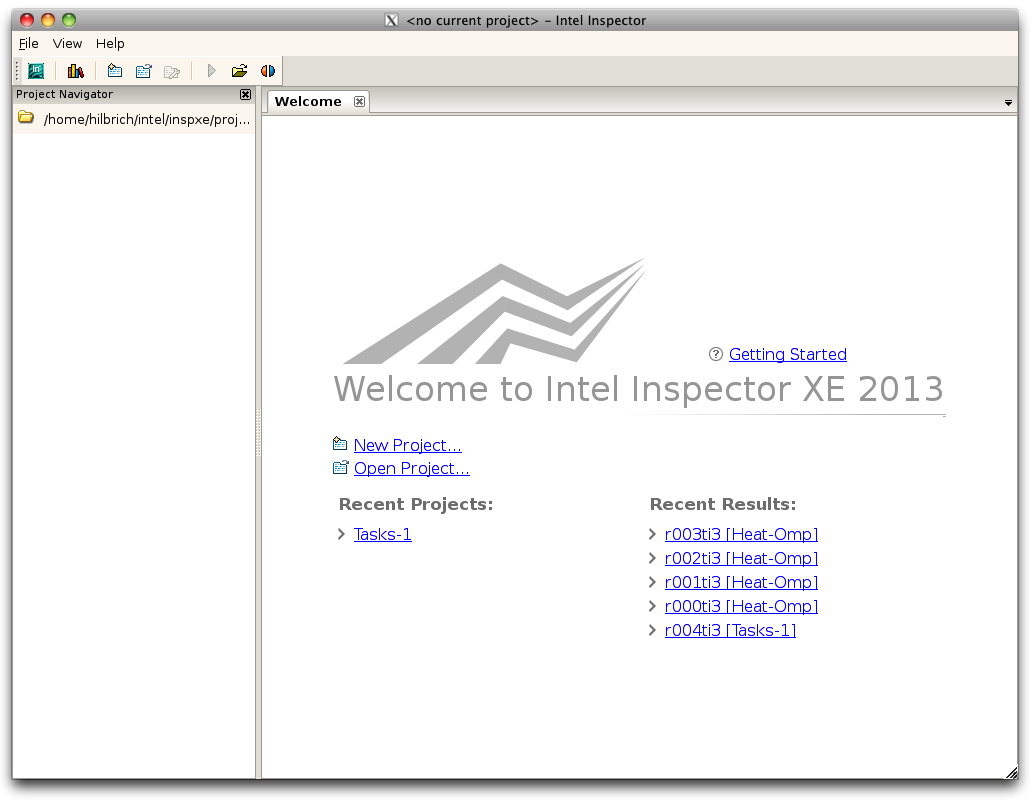 <no current project> – Intel Inspector
File View Help
Project Navigator
/home/hilbrich/intel/inspxe/proj...
Welcome
Getting Started
Welcome to Intel Inspector XE 2013
New Project...
Open Project...
Recent Projects:
Tasks-1
Recent Results:
r003ti3 [Heat-Omp]
r002ti3 [Heat-Omp]
r001ti3 [Heat-Omp]
r000ti3 [Heat-Omp]
r004ti3 [Tasks-1]